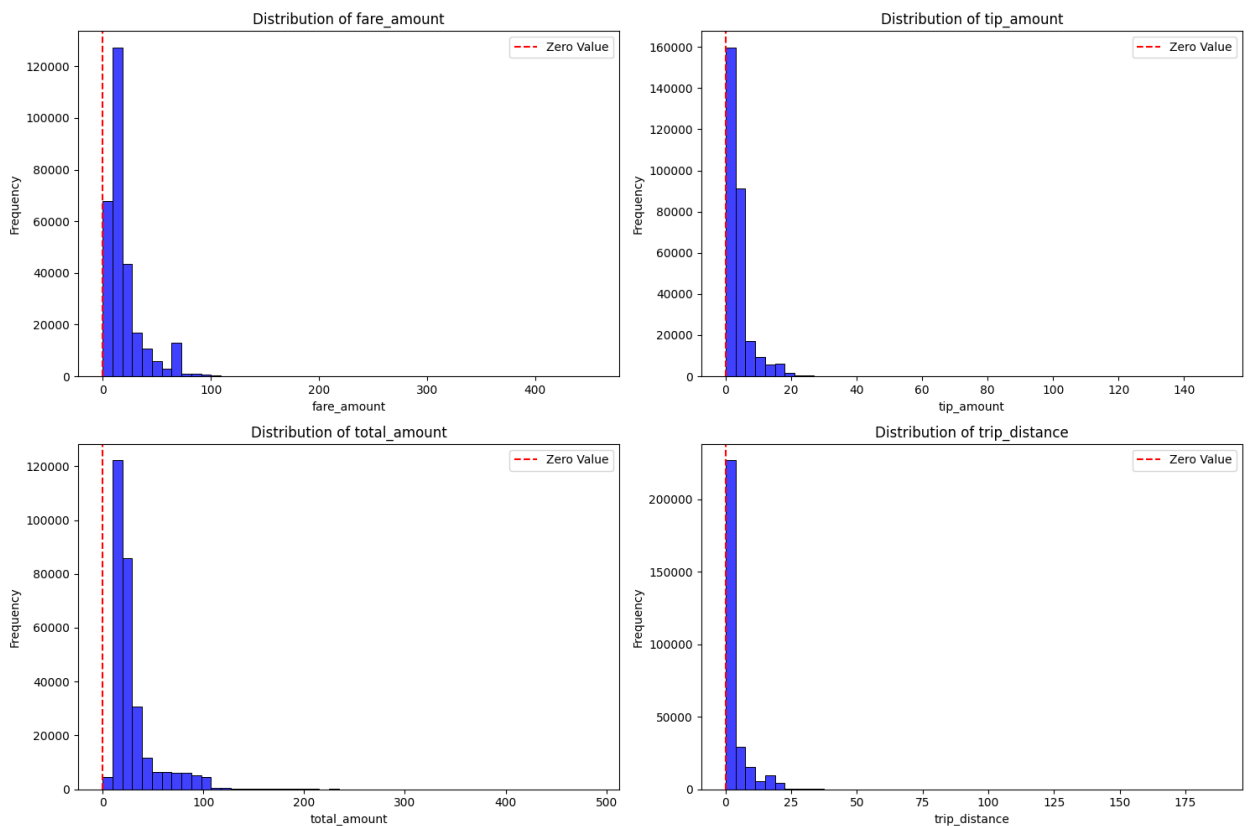 Distribution of fare_amount
Zero Value
120000
100000
80000
60000
40000
20000
0
Frequency
0 100 200 300 400
fare_amount
Distribution of tip_amount
Zero Value
160000
140000
120000
100000
80000
60000
40000
20000
0
Frequency
0 20 40 60 80 100 120 140
tip_amount
Distribution of total_amount
Zero Value
120000
100000
80000
60000
40000
20000
0
Frequency
0 100 200 300 400 500
total_amount
Distribution of trip_distance
Zero Value
200000
150000
100000
50000
0
Frequency
0 25 50 75 100 125 150 175
trip_distance